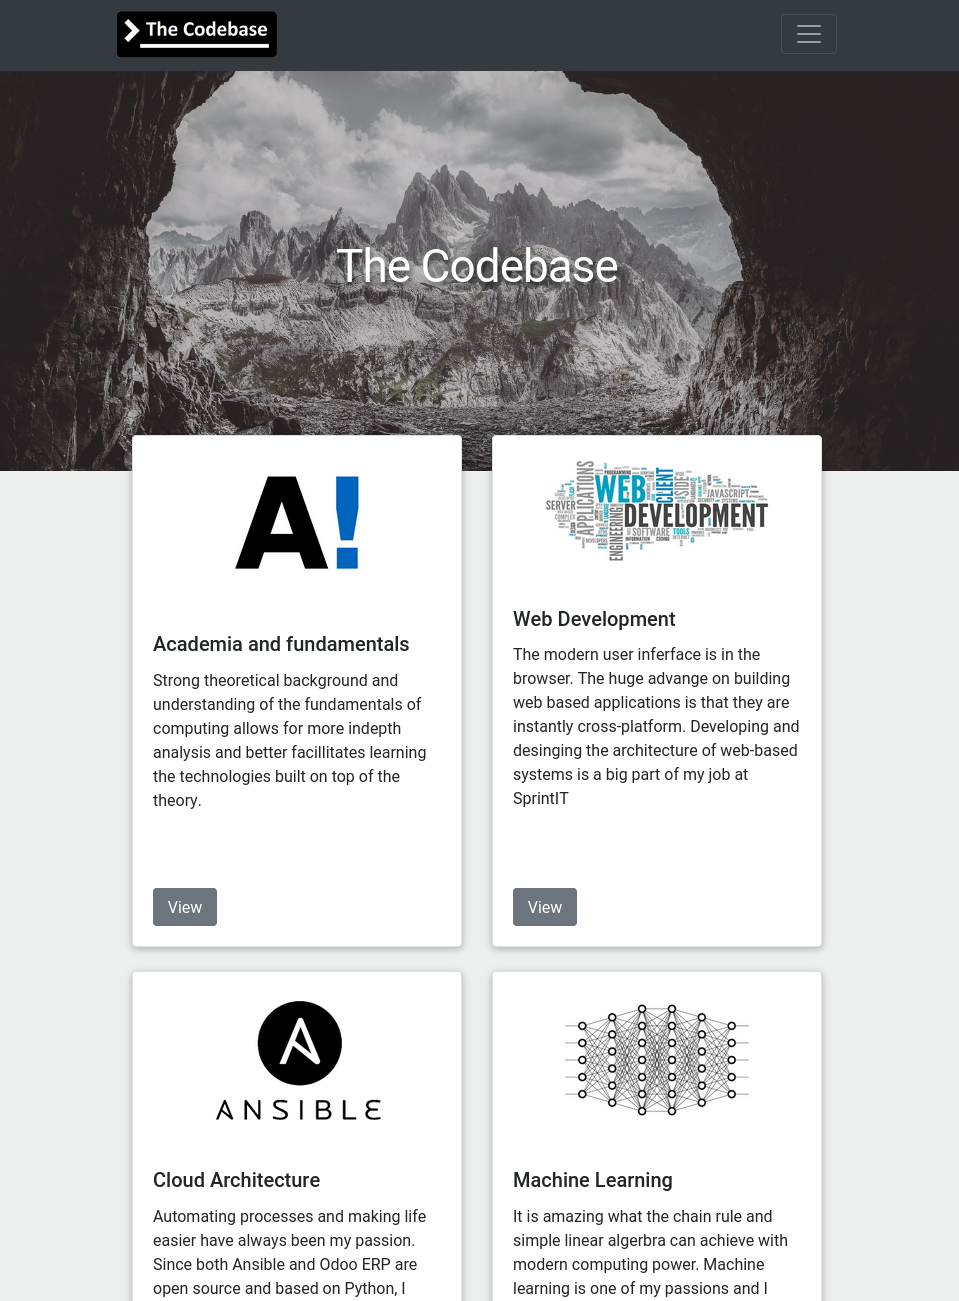 The Codebase
The Codebase
A!
Academia and fundamentals
Strong theoretical background and
understanding of the fundamentals of
computing allows for more indepth
analysis and better facillitates learning
the technologies built on top of the
theory.
View
APPLICATIONS
PROGRAMMING
WEB
CLIENT
SIDE
JAVASCRIPT
SERVER
DEVELOPMENT
ENGINEERING
SOFTWARE
TOOLS
INFORMATION
CODING
Web Development
The modern user inferface is in the
browser. The huge advange on building
web based applications is that they are
instantly cross-platform. Developing and
desinging the architecture of web-based
systems is a big part of my job at
SprintIT
View
A
ANSIBLE
Cloud Architecture
Automating processes and making life
easier have always been my passion.
Since both Ansible and Odoo ERP are
open source and based on Python, I
Machine Learning
It is amazing what the chain rule and
simple linear algerbra can achieve with
modern computing power. Machine
learning is one of my passions and I